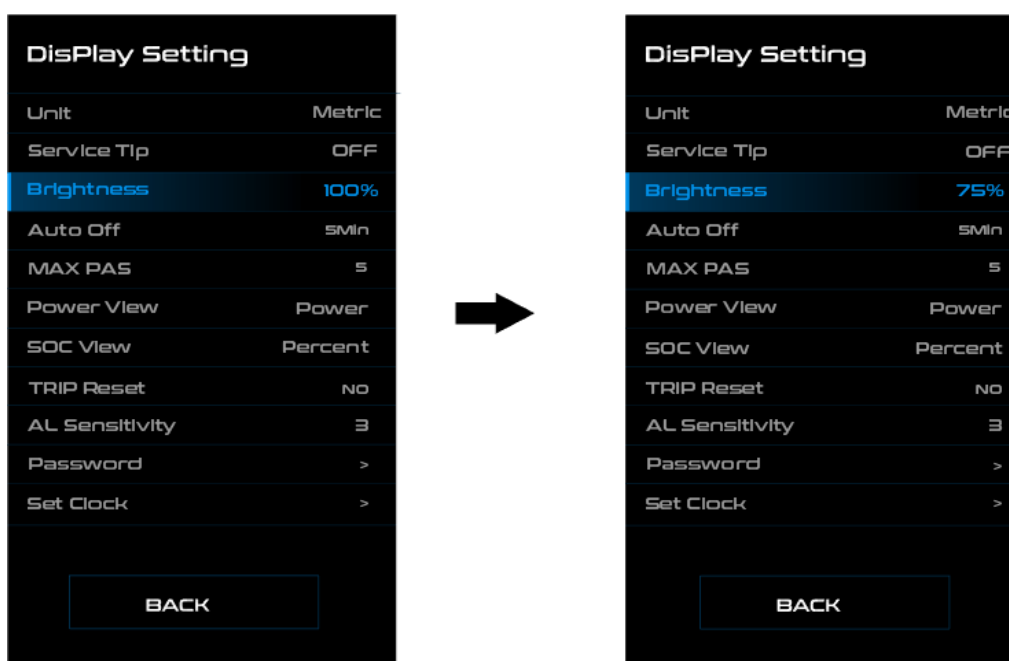 DisPlay Setting
Unit Metric
Service Tip OFF
Brightness 100%
Auto Off 5Min
MAX PAS 5
Power View Power
SOC View Percent
TRIP Reset NO
AL Sensitivity 3
Password >
Set Clock >
BACK
DisPlay Setting
Unit Metric
Service Tip OFF
Brightness 75%
Auto Off 5Min
MAX PAS 5
Power View Power
SOC View Percent
TRIP Reset NO
AL Sensitivity 3
Password >
Set Clock >
BACK